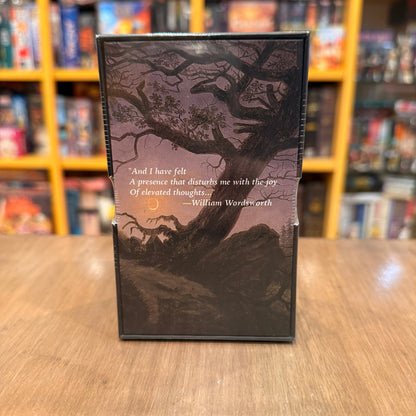 "And I have felt
A presence that disturbs me with the joy
Of elevated thoughts..."
—William Wordsworth